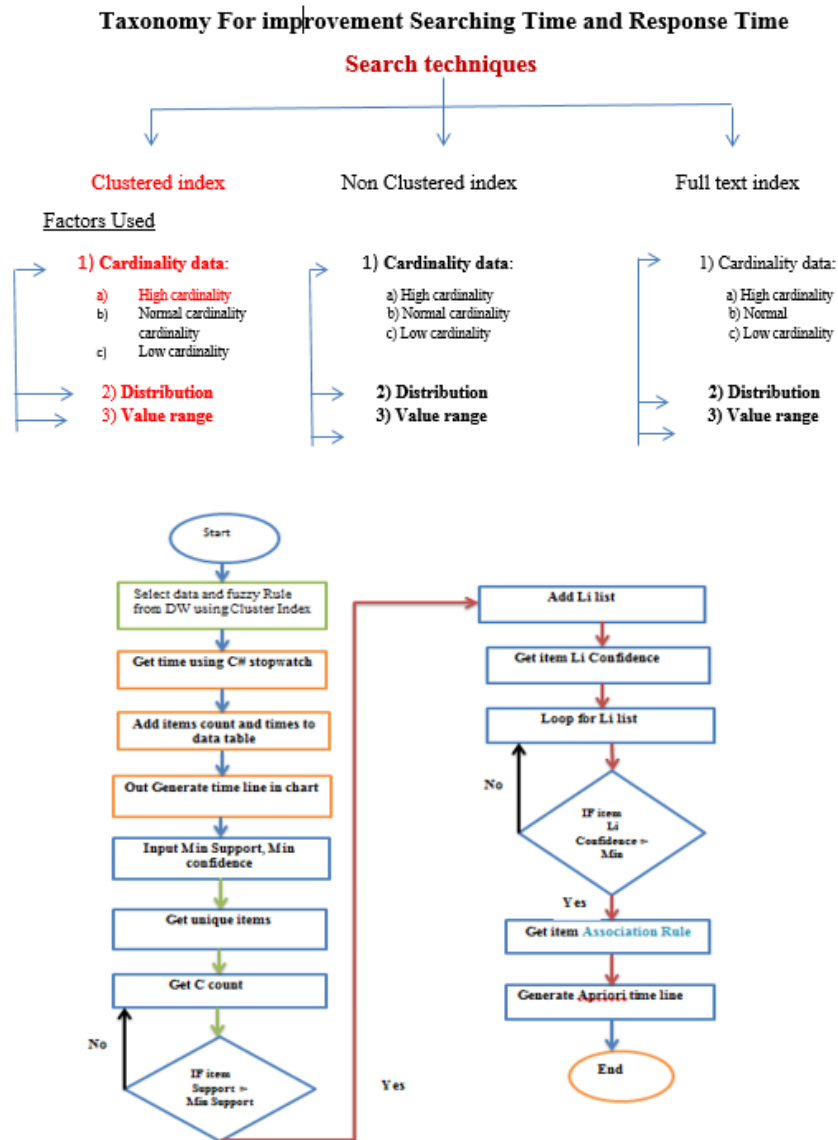 Taxonomy For improvement Searching Time and Response Time
Search techniques
Clustered index
Non Clustered index
Full text index
Factors Used
1) Cardinality data:
a) High cardinality
b) Normal cardinality
cardinality
c) Low cardinality
2) Distribution
3) Value range
1) Cardinality data:
a) High cardinality
b) Normal cardinality
c) Low cardinality
2) Distribution
3) Value range
1) Cardinality data:
a) High cardinality
b) Normal
c) Low cardinality
2) Distribution
3) Value range
Start
Select data and fuzzy Rule
from DW using Cluster Index
Get time using C# stopwatch
Add items count and times to
data table
Out Generate time line in chart
Input Min Support, Min
confidence
Get unique items
Get C count
No
IF item
Support >=
Min Support
Yes
Add Li list
Get item Li Confidence
Loop for Li list
No
IF item
Li
Confidence >=
Min
Yes
Get item Association Rule
Generate Apriori time line
End